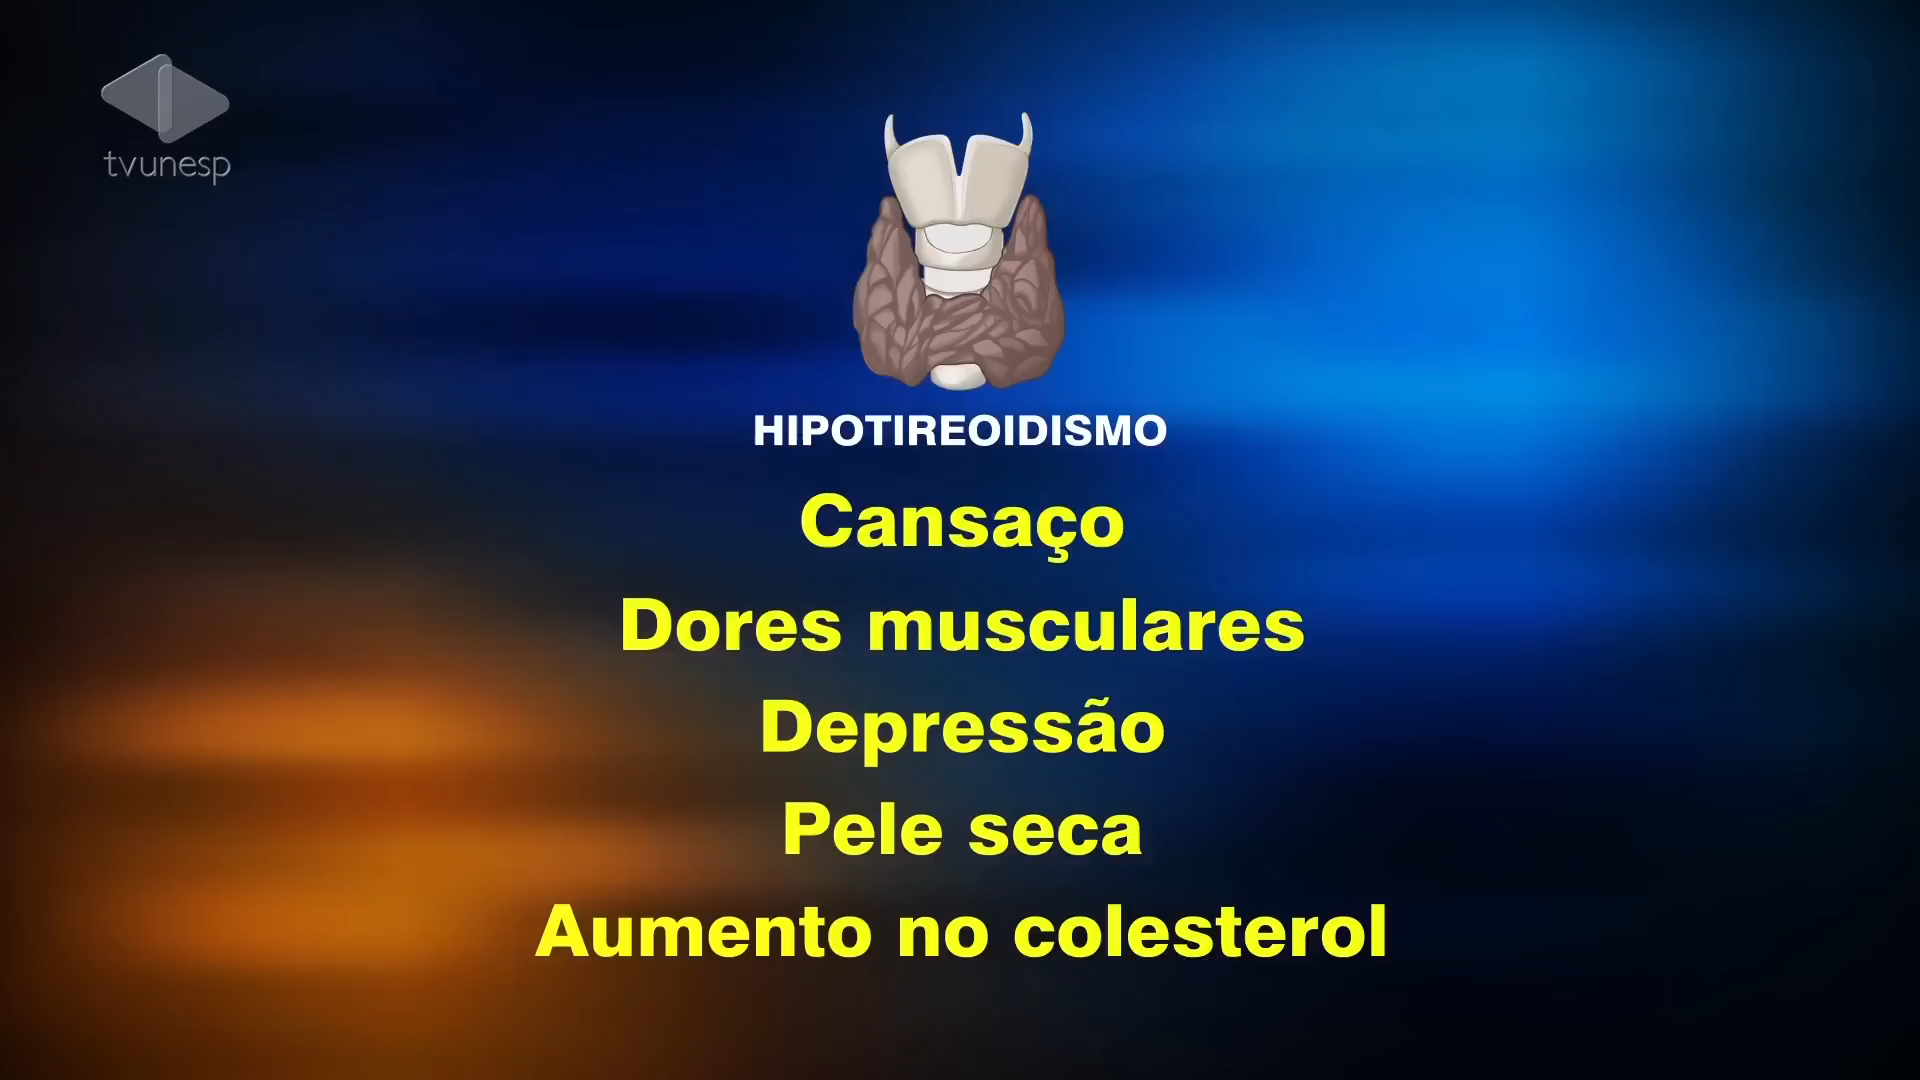 tvunesp
HIPOTIREOIDISMO
Cansaço
Dores musculares
Depressão
Pele seca
Aumento no colesterol